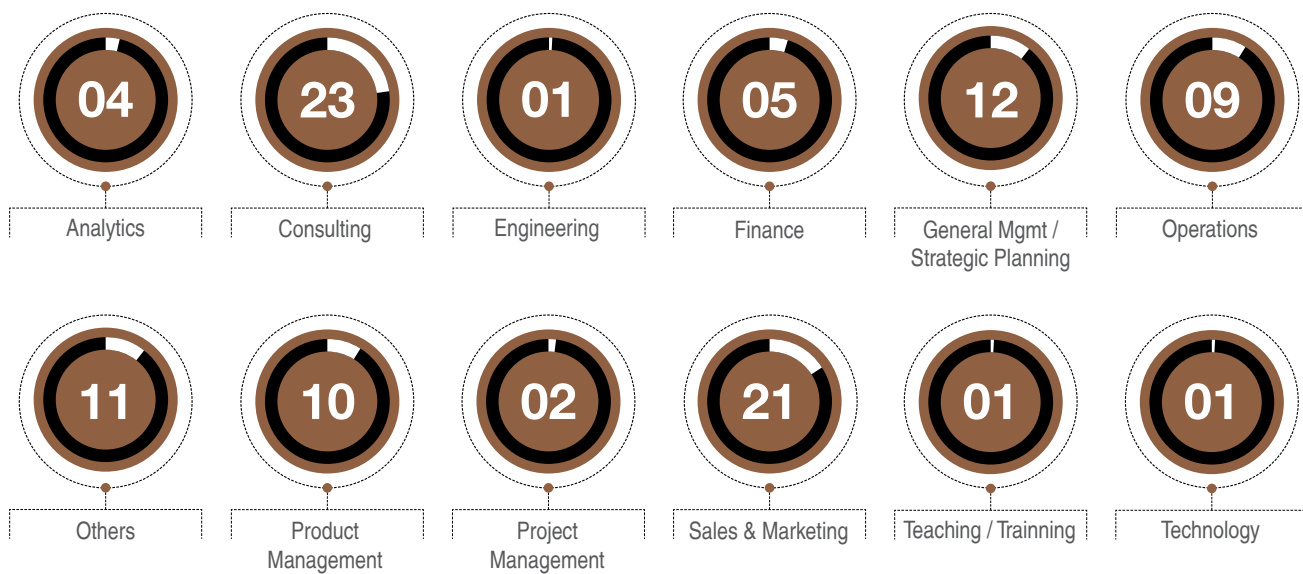 04
23
01
05
12
09
Analytics
Consulting
Engineering
Finance
General Mgmt /
Strategic Planning
Operations
11
10
02
21
01
01
Others
Product
Management
Project
Management
Sales & Marketing
Teaching / Trainning
Technology